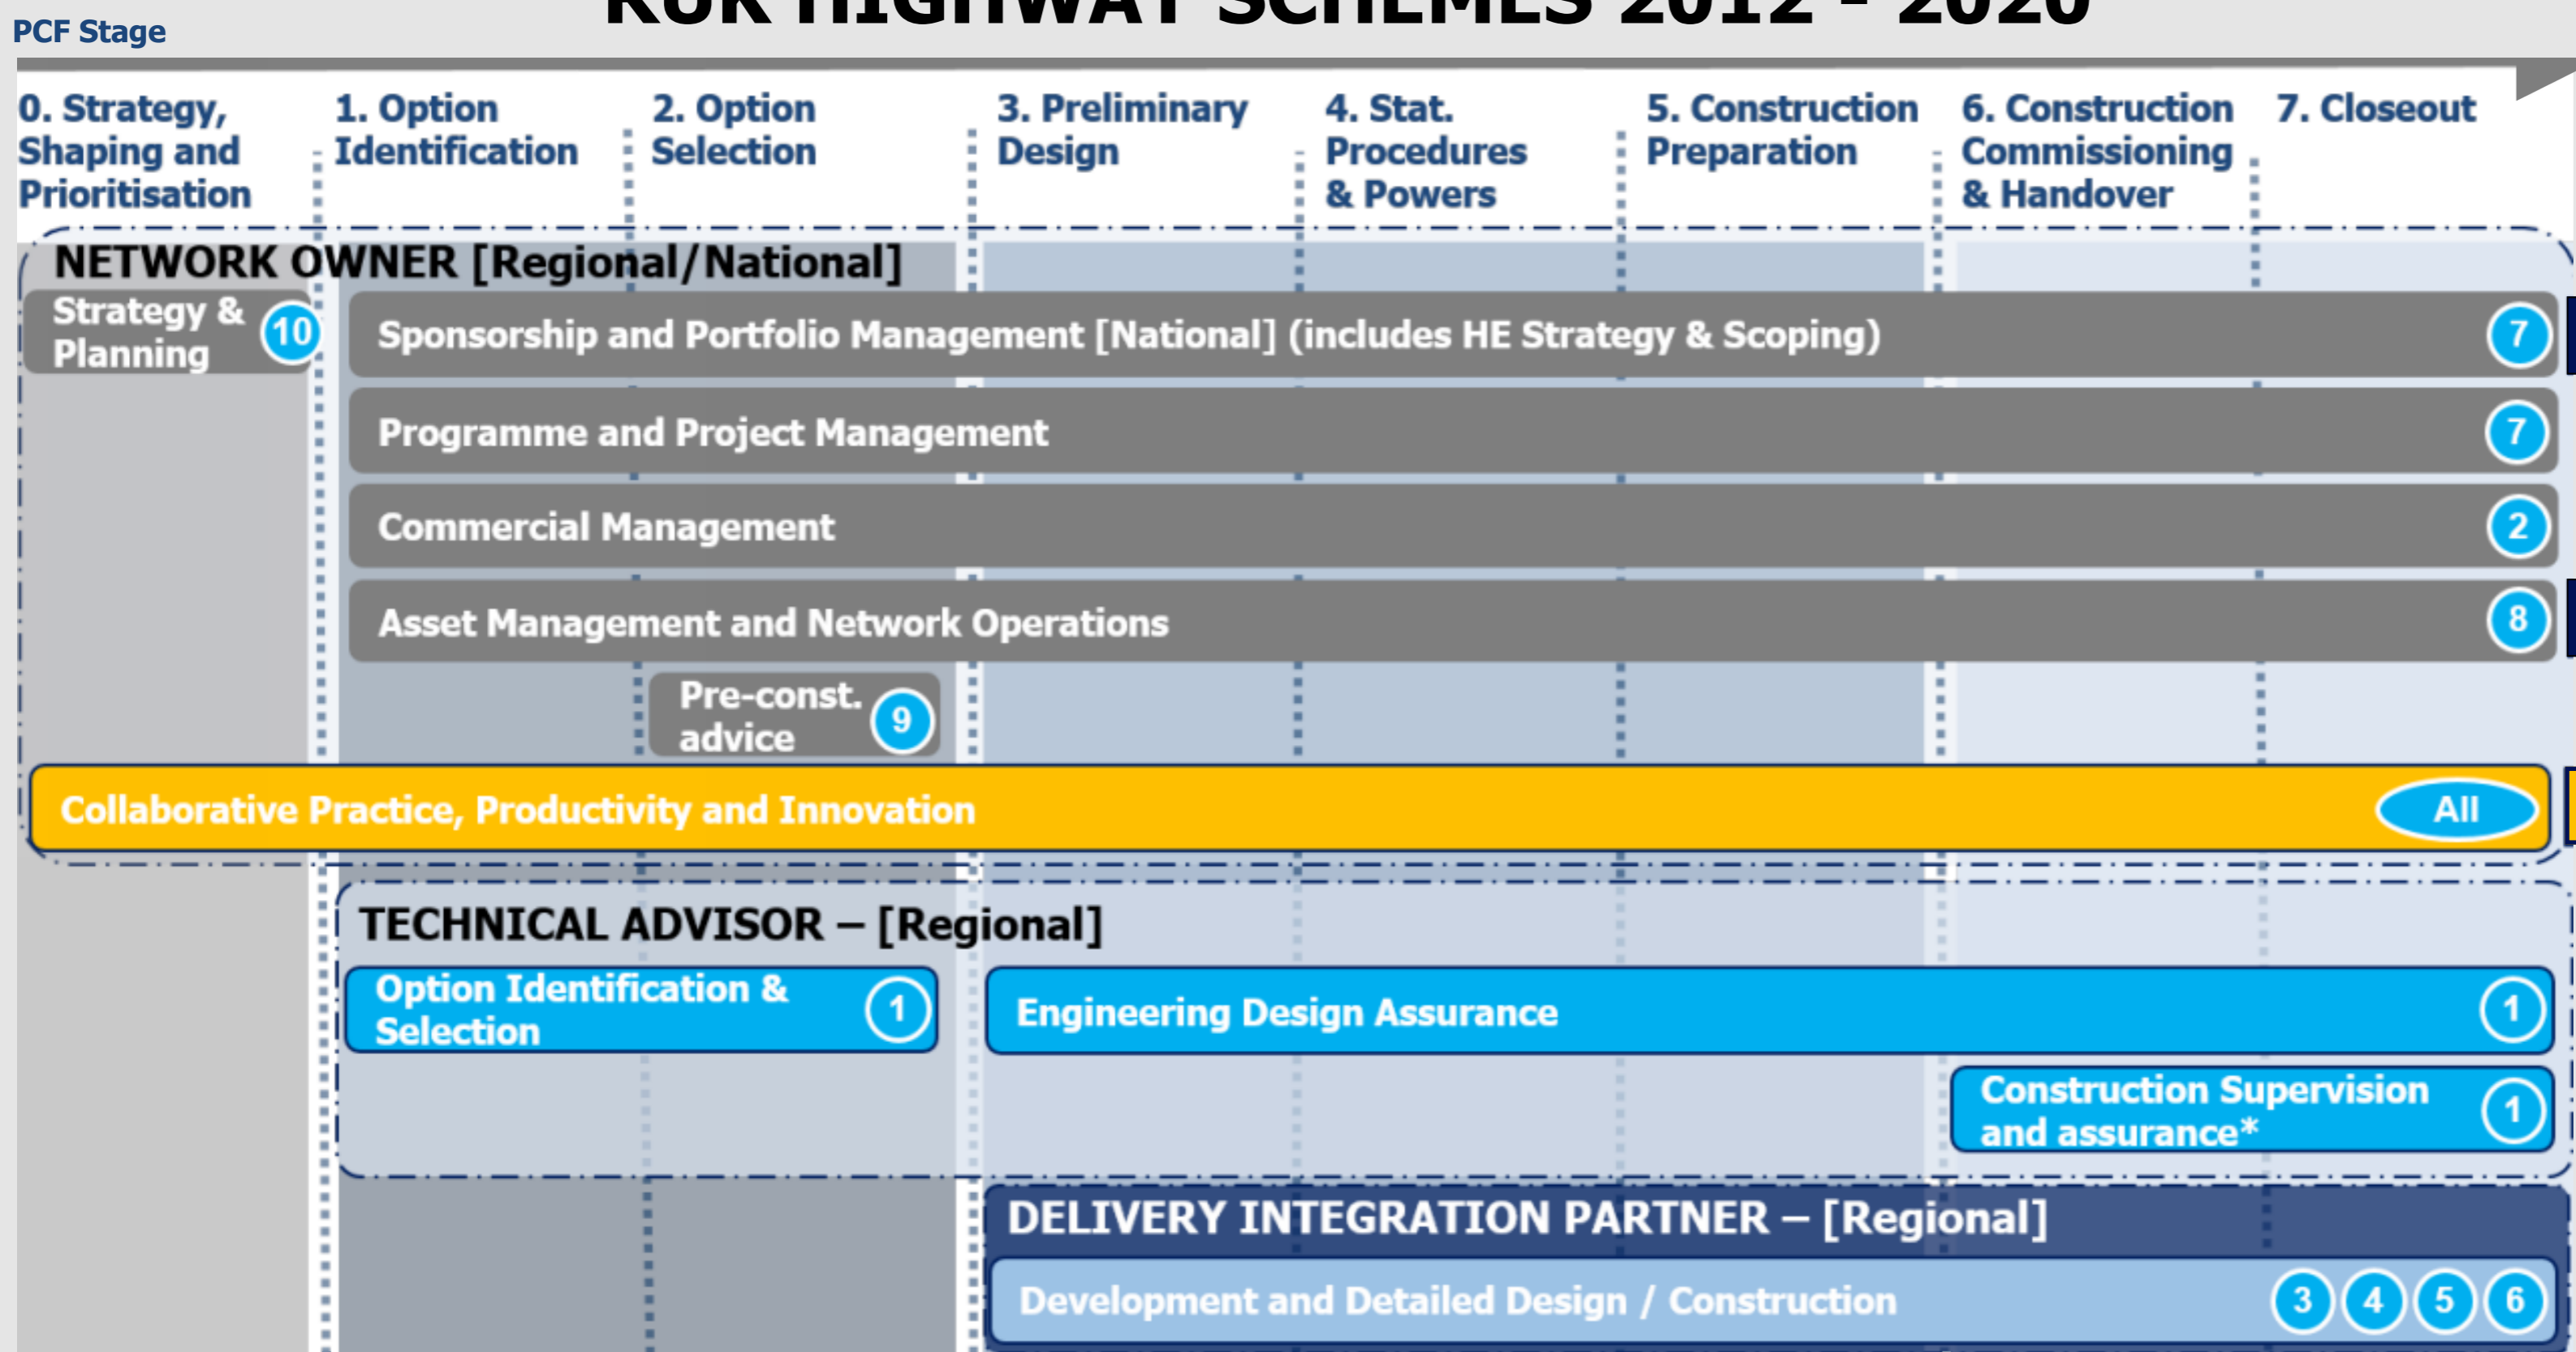 RUK HIGHWAY SCHEMES 2012 - 2020
PCF Stage
0. Strategy,
Shaping and
Prioritisation
1. Option
Identification
2. Option
Selection
3. Preliminary
Design
4. Stat.
Procedures
& Powers
5. Construction
Preparation
6. Construction
Commissioning
& Handover
7. Closeout
NETWORK OWNER [Regional/National]
Strategy &
Planning
10
Sponsorship and Portfolio Management [National] (includes HE Strategy & Scoping)
7
Programme and Project Management
7
Commercial Management
2
Asset Management and Network Operations
8
Pre-const.
advice
9
Collaborative Practice, Productivity and Innovation
All
TECHNICAL ADVISOR – [Regional]
Option Identification &
Selection
1
Engineering Design Assurance
1
Construction Supervision
and assurance*
1
DELIVERY INTEGRATION PARTNER – [Regional]
Development and Detailed Design / Construction
3 4 5 6